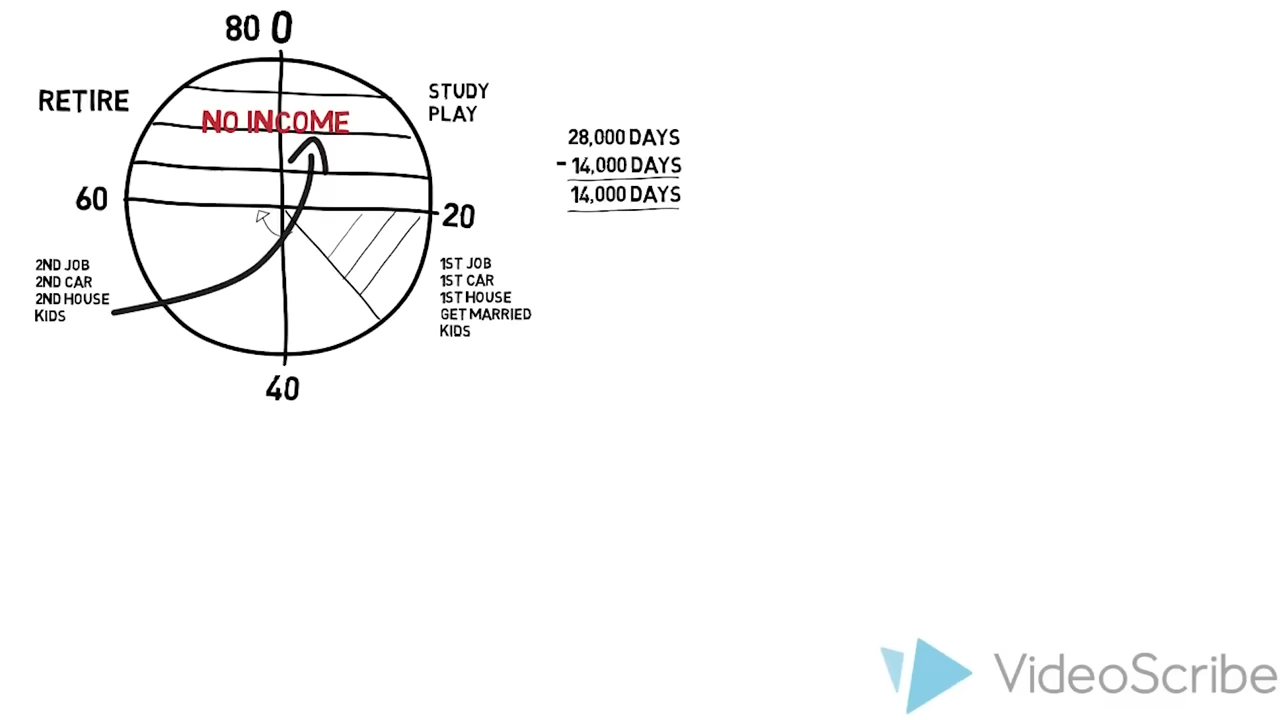 80 0
RETIRE
STUDY
PLAY
NO INCOME
28,000 DAYS
- 14,000 DAYS
14,000 DAYS
60
20
2ND JOB
2ND CAR
2ND HOUSE
KIDS
1ST JOB
1ST CAR
1ST HOUSE
GET MARRIED
KIDS
40
VideoScribe